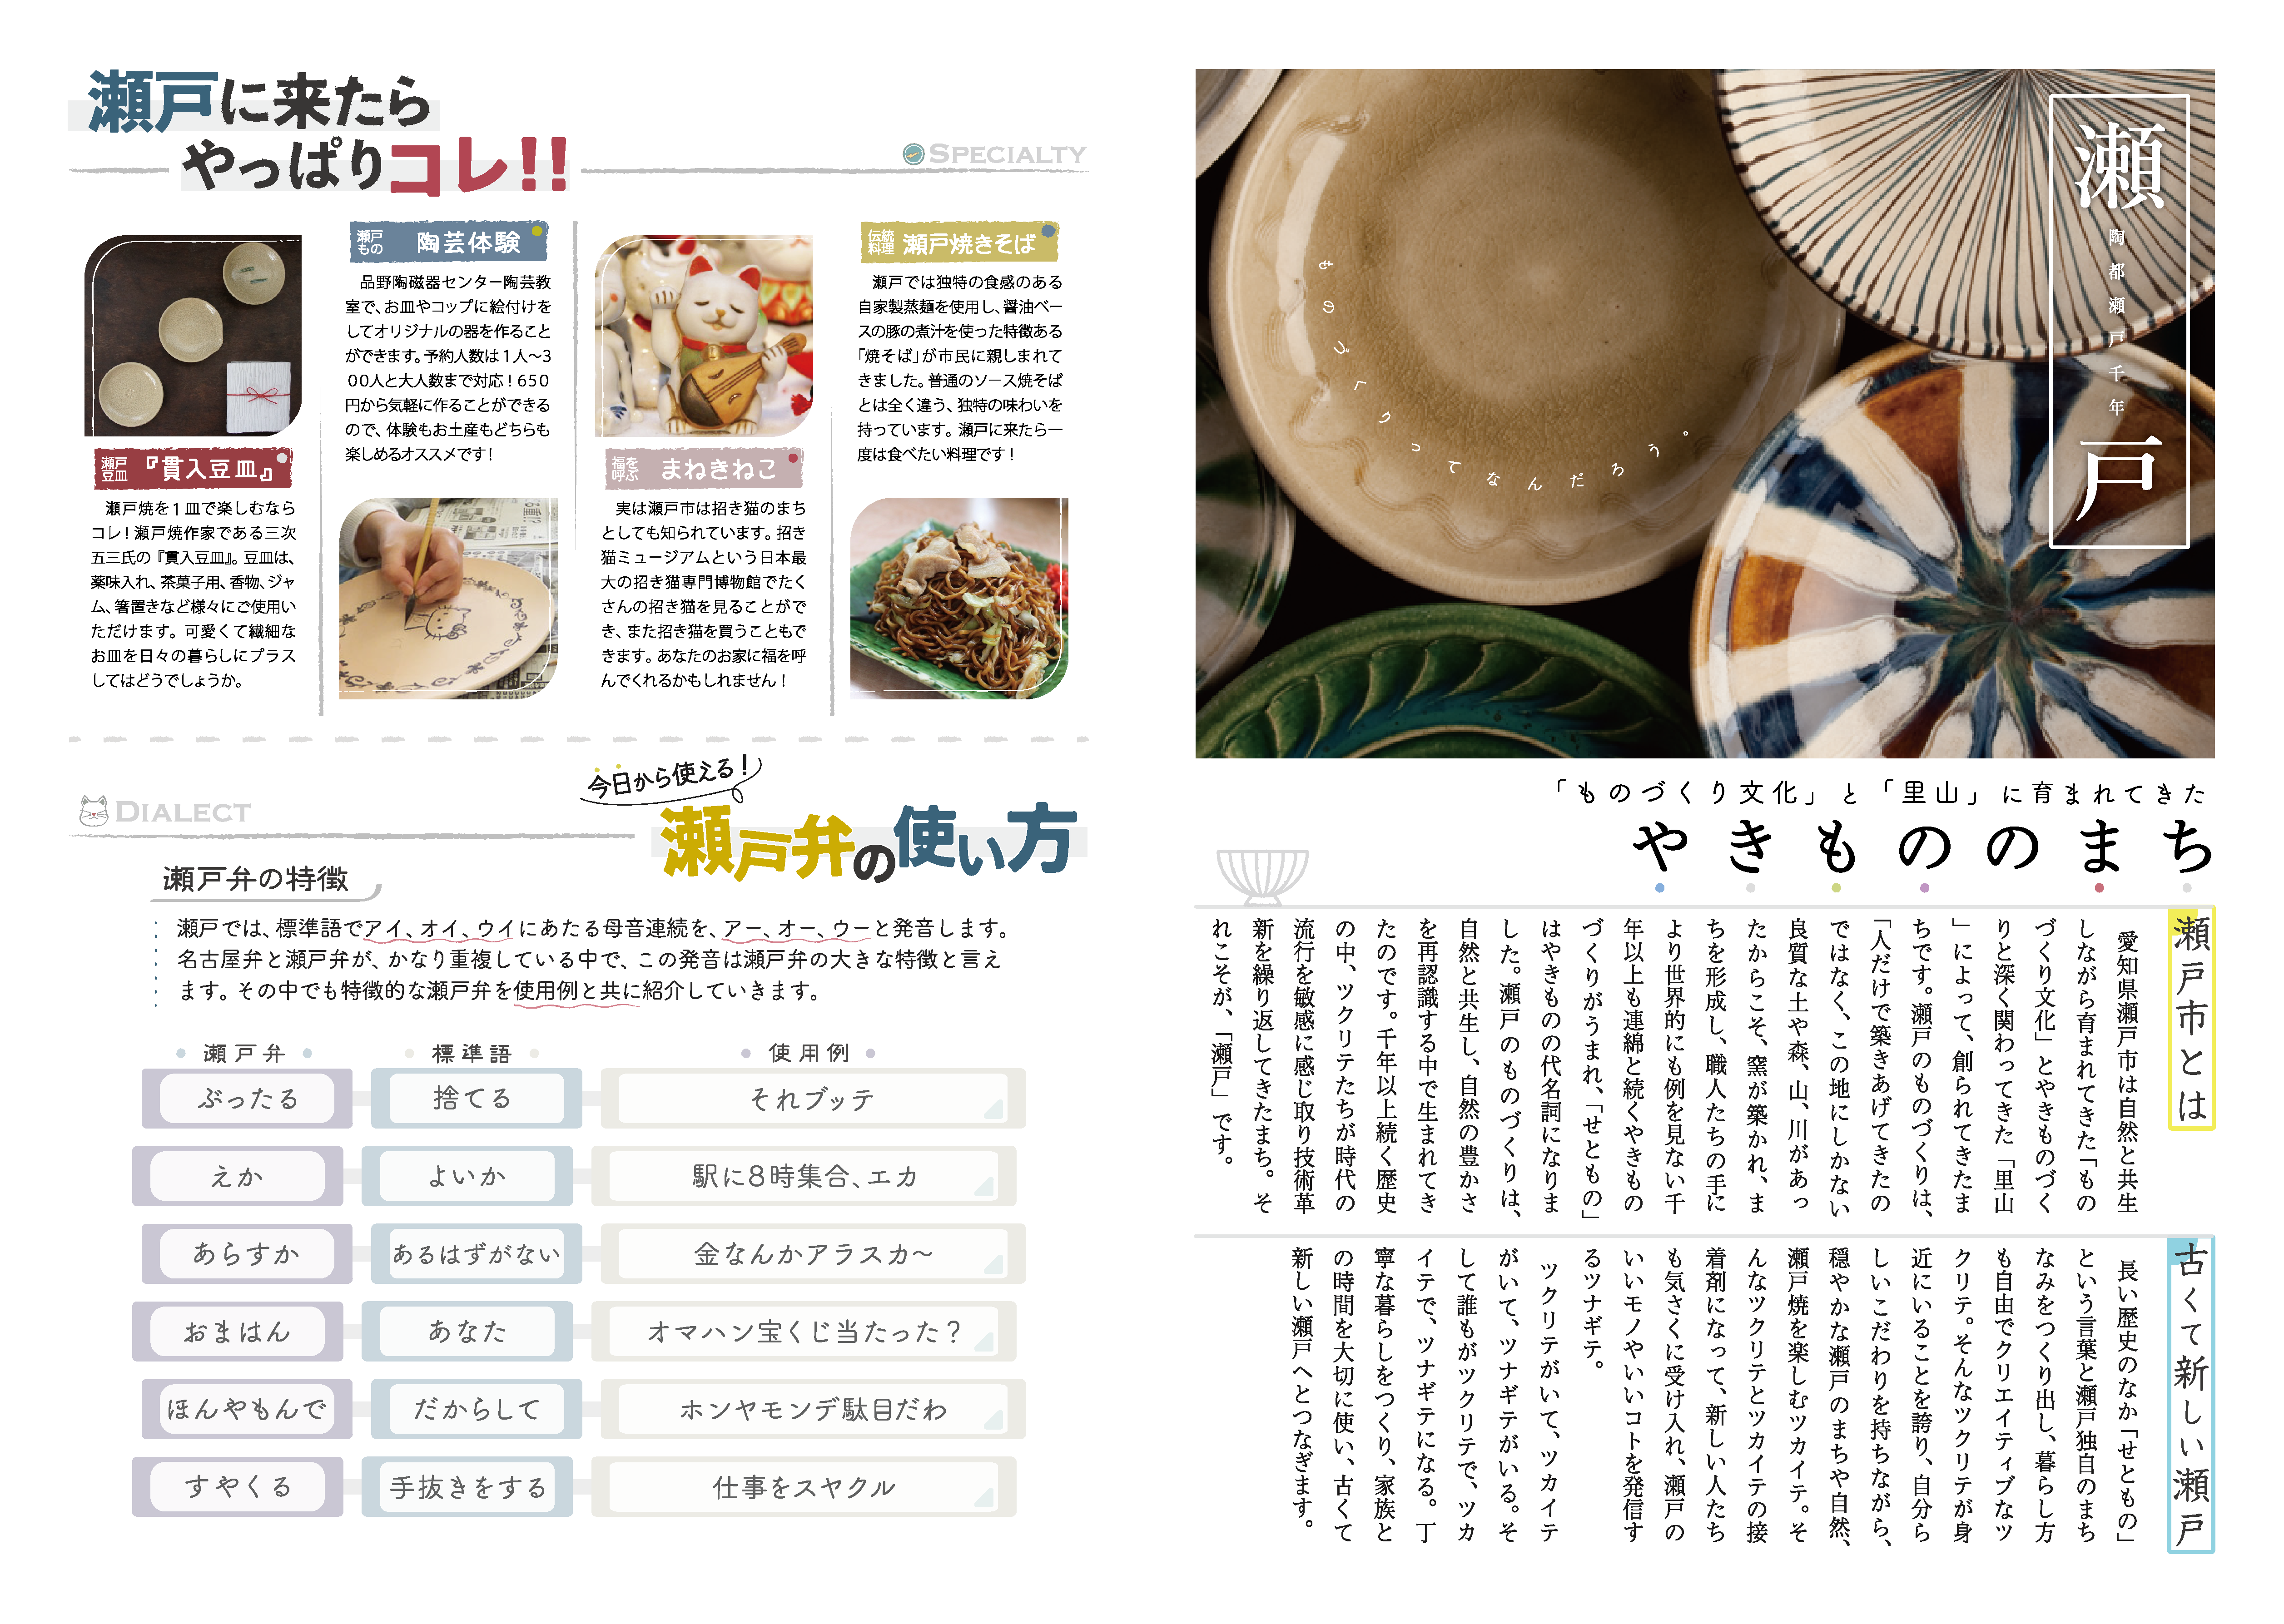 瀬戸に来たら
やっぱりコレ!!
SPECIALTY
瀬戸
豆皿
『貫入豆皿』
瀬戸焼を１皿で楽しむなら
コレ！瀬戸焼作家である三次
五三氏の『貫入豆皿』。豆皿は、
薬味入れ、茶菓子用、香物、ジャ
ム、箸置きなど様々にご使用い
ただけます。可愛くて繊細な
お皿を日々の暮らしにプラス
してはどうでしょうか。
瀬戸
もの
陶芸体験
品野陶磁器センター陶芸教
室で、お皿やコップに絵付けを
してオリジナルの器を作ること
ができます。予約人数は１人～３
００人と大人数まで対応！６５０
円から気軽に作ることができる
ので、体験もお土産もどちらも
楽しめるオススメです！
福を
呼ぶ
まねきねこ
実は瀬戸市は招き猫のまち
としても知られています。招き
猫ミュージアムという日本最
大の招き猫専門博物館でたく
さんの招き猫を見ることがで
き、また招き猫を買うこともで
きます。あなたのお家に福を呼
んでくれるかもしれません！
伝統
料理
瀬戸焼きそば
瀬戸では独特の食感のある
自家製蒸麺を使用し、醤油ベー
スの豚の煮汁を使った特徴ある
「焼そば」が市民に親しまれて
きました。普通のソース焼そば
とは全く違う、独特の味わいを
持っています。瀬戸に来たら一
度は食べたい料理です！
DIALECT
今日から使える！
瀬戸弁の使い方
瀬戸弁の特徴
瀬戸では、標準語でアイ、オイ、ウイにあたる母音連続を、アー、オー、ウーと発音します。
名古屋弁と瀬戸弁が、かなり重複している中で、この発音は瀬戸弁の大きな特徴と言え
ます。その中でも特徴的な瀬戸弁を使用例と共に紹介していきます。
瀬戸弁 標準語 使用例
ぶったる 捨てる それブッテ
えか よいか 駅に８時集合、エカ
あらすか あるはずがない 金なんかアラスカ～
おまはん あなた オマハン宝くじ当たった？
ほんやもんで だからして ホンヤモンデ駄目だわ
すやくる 手抜きをする 仕事をスヤクル
瀬戸
陶都瀬戸千年
ものづくりってなんだろう。
「ものづくり文化」と「里山」に育まれてきた
やきもののまち
瀬戸市とは
愛知県瀬戸市は自然と共生
しながら育まれてきた「もの
づくり文化」とやきものづく
りと深く関わってきた「里山
」によって、創られてきたま
ちです。瀬戸のものづくりは、
「人だけで築きあげてきたの
ではなく、この地にしかない
良質な土や森、山、川があっ
たからこそ、窯が築かれ、ま
ちを形成し、職人たちの手に
より世界的にも例を見ない千
年以上も連綿と続くやきもの
づくりがうまれ、「せともの」
はやきものの代名詞になりま
した。瀬戸のものづくりは、
自然と共生し、自然の豊かさ
を再認識する中で生まれてき
たのです。千年以上続く歴史
の中、ツクリテたちが時代の
流行を敏感に感じ取り技術革
新を繰り返してきたまち。そ
れこそが、「瀬戸」です。
古くて新しい瀬戸
長い歴史のなか「せともの」
という言葉と瀬戸独自のまち
なみをつくり出し、暮らし方
も自由でクリエイティブなツ
クリテ。そんなツクリテが身
近にいることを誇り、自分ら
しいこだわりを持ちながら、
穏やかな瀬戸のまちや自然、
瀬戸焼を楽しむツカイテ。そ
んなツクリテとツカイテの接
着剤になって、新しい人たち
も気さくに受け入れ、瀬戸の
いいモノやいいコトを発信す
るツナギテ。
ツクリテがいて、ツカイテ
がいて、ツナギテがいる。そ
して誰もがツクリテで、ツカ
イテで、ツナギテになる。丁
寧な暮らしをつくり、家族と
の時間を大切に使い、古くて
新しい瀬戸へとつなぎます。